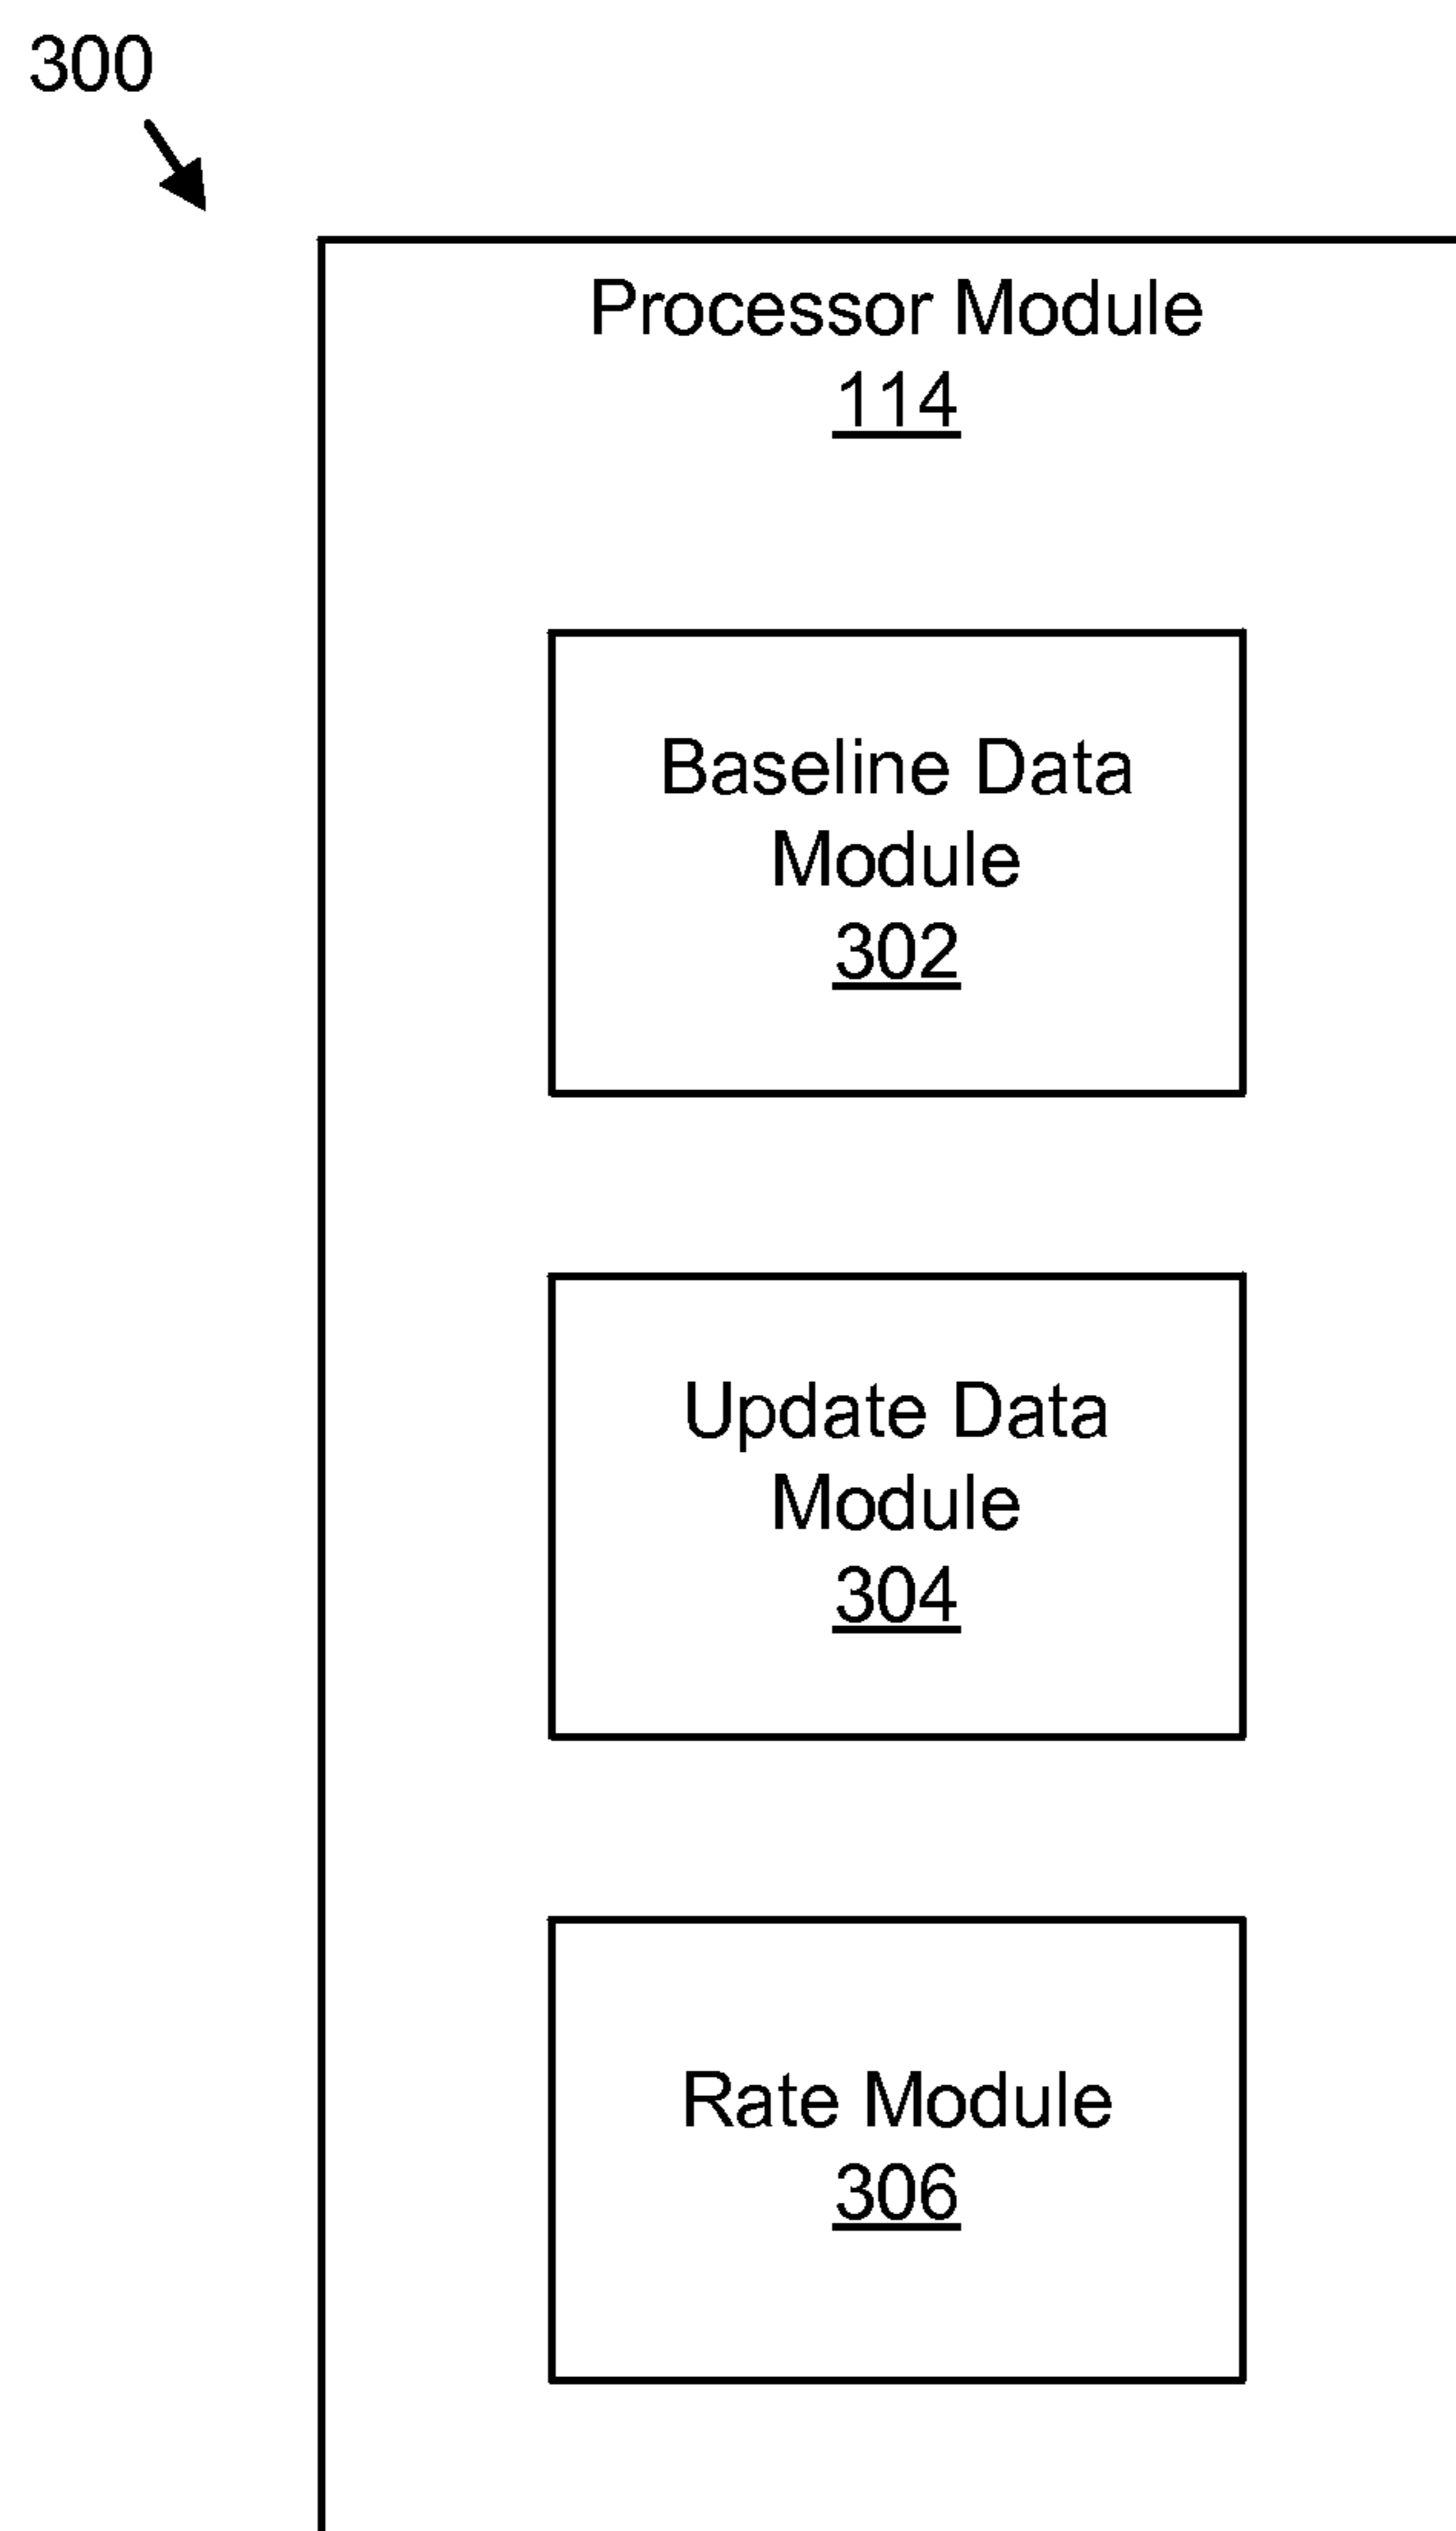 300
Processor Module
114
Baseline Data
Module
302
Update Data
Module
304
Rate Module
306